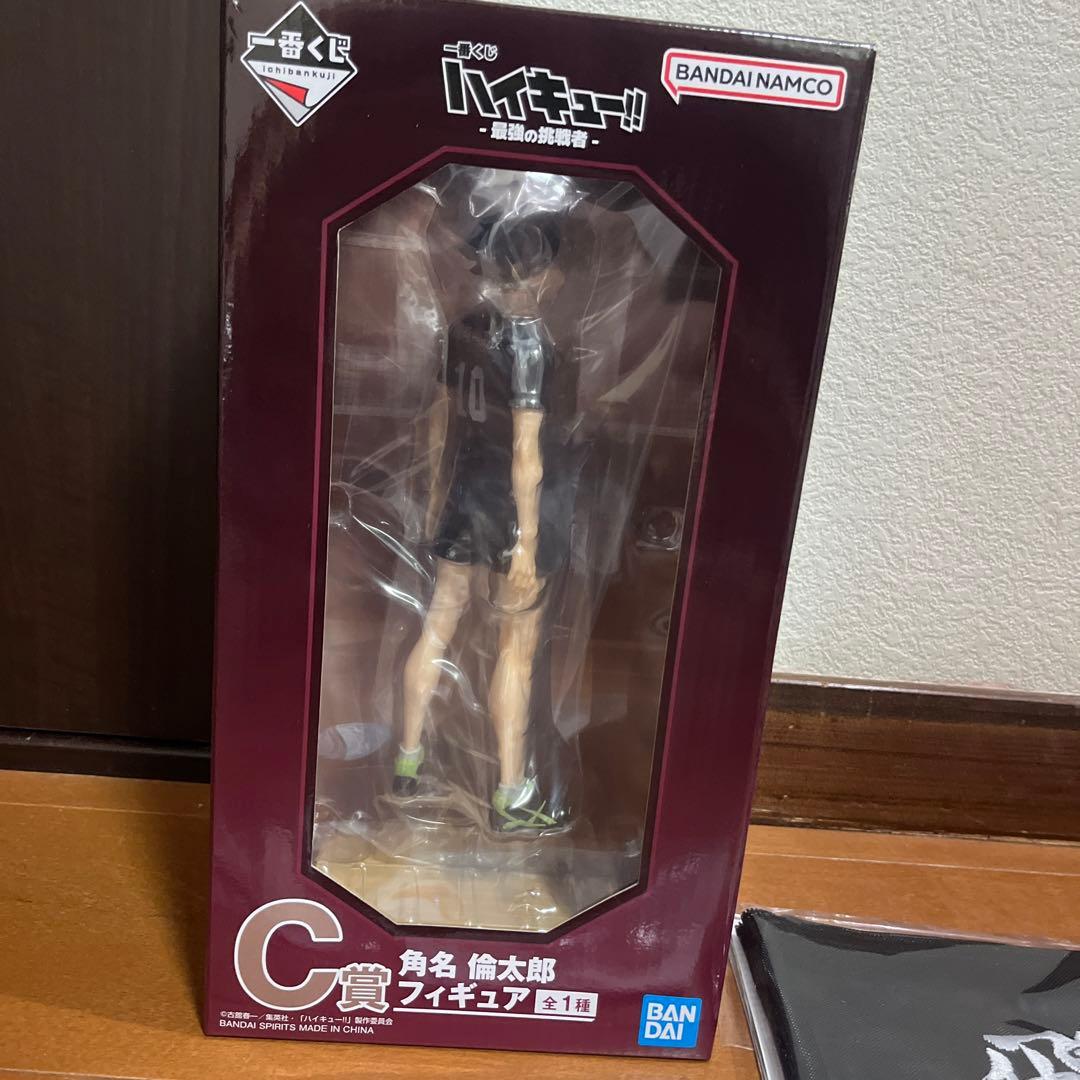 一番くじ
ichibankuji
一番くじ
ハイキュー!!
- 最強の挑戦者 -
BANDAI NAMCO
10
C賞
角名 倫太郎
フィギュア 全1種
©古舘春一／集英社・「ハイキュー!!」製作委員会
BANDAI SPIRITS MADE IN CHINA
BAN
DAI